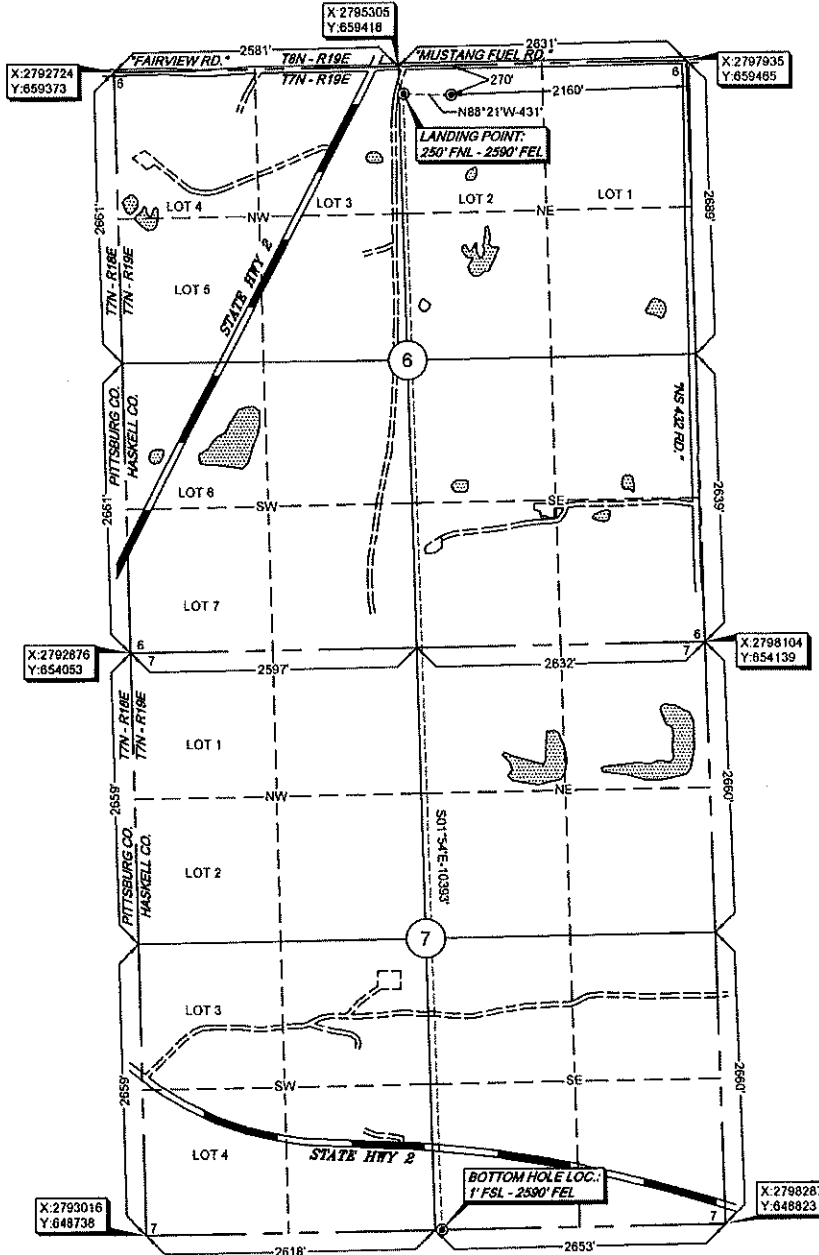 X:2795305
Y:659418
2581'
2631'
"FAIRVIEW RD."
T8N - R19E
"MUSTANG FUEL RD."
X:2792724
Y:659373
T7N - R19E
X:2797935
Y:659465
6
6
270'
2160'
N88°21'W-431'
LANDING POINT:
250' FNL - 2590' FEL
LOT 4
NW
LOT 3
LOT 2
NE
LOT 1
2661'
2689'
T7N - R18E
T7N - R19E
LOT 5
STATE HWY 2
6
PITTSBURG CO.
HASKELL CO.
"NS 432 RD."
LOT 6
SW
SE
2661'
2639'
LOT 7
X:2792876
Y:654053
6
7
6
7
X:2798104
Y:654139
2597'
2632'
T7N - R18E
T7N - R19E
LOT 1
NW
NE
2659'
2660'
S01°54'E-10393'
LOT 2
PITTSBURG CO.
HASKELL CO.
7
LOT 3
SW
SE
2659'
2660'
LOT 4
STATE HWY 2
BOTTOM HOLE LOC.:
1' FSL - 2590' FEL
X:2793016
Y:648738
7
7
X:2798287
Y:648823
2618'
2653'